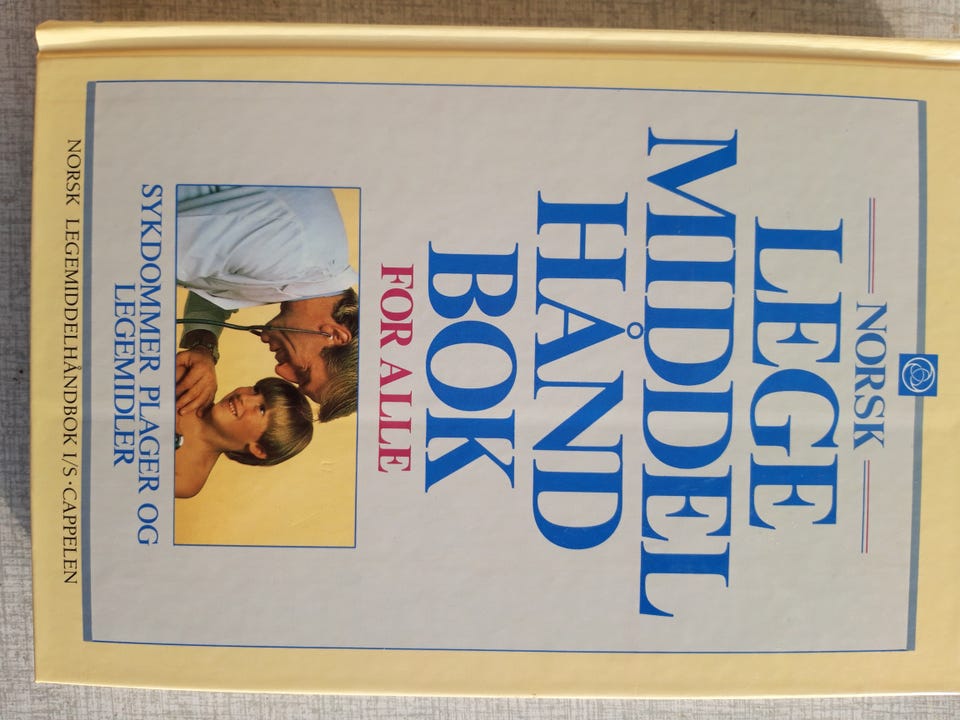 NORSK
LEGE
MIDDEL
HÅND
BOK
FOR ALLE
SYKDOMMER PLAGER OG
LEGEMIDLER
NORSK LEGEMIDDELHÅNDBOK I/S · CAPPELEN